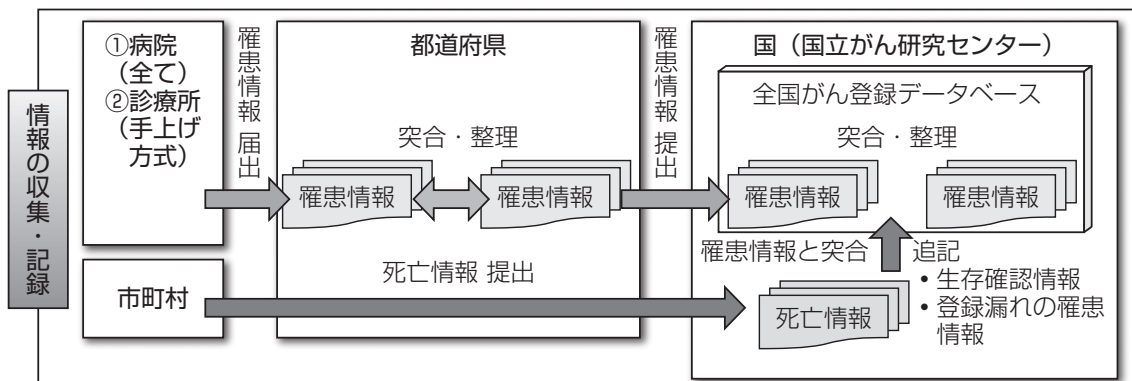 情報の収集・記録
①病院
（全て）
②診療所
（手上げ
方式）
罹患情報 届出
都道府県
突合・整理
罹患情報
罹患情報
罹患情報 提出
国（国立がん研究センター）
全国がん登録データベース
突合・整理
罹患情報
罹患情報
罹患情報と突合
追記
• 生存確認情報
• 登録漏れの罹患
情報
市町村
死亡情報 提出
死亡情報